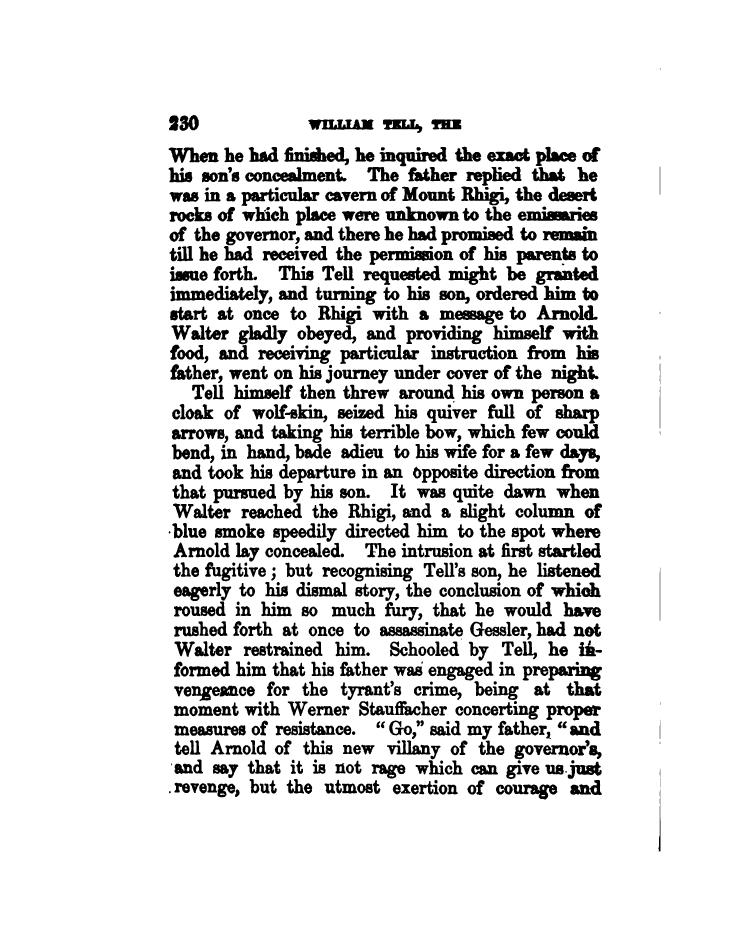 230 WILLIAM TELL, THE
When he had finished, he inquired the exact place of
his son's concealment. The father replied that he
was in a particular cavern of Mount Rhigi, the desert
rocks of which place were unknown to the emissaries
of the governor, and there he had promised to remain
till he had received the permission of his parents to
issue forth. This Tell requested might be granted
immediately, and turning to his son, ordered him to
start at once to Rhigi with a message to Arnold.
Walter gladly obeyed, and providing himself with
food, and receiving particular instruction from his
father, went on his journey under cover of the night.
Tell himself then threw around his own person a
cloak of wolf-skin, seized his quiver full of sharp
arrows, and taking his terrible bow, which few could
bend, in hand, bade adieu to his wife for a few days,
and took his departure in an opposite direction from
that pursued by his son. It was quite dawn when
Walter reached the Rhigi, and a slight column of
blue smoke speedily directed him to the spot where
Arnold lay concealed. The intrusion at first startled
the fugitive; but recognising Tell's son, he listened
eagerly to his dismal story, the conclusion of which
roused in him so much fury, that he would have
rushed forth at once to assassinate Gessler, had not
Walter restrained him. Schooled by Tell, he in-
formed him that his father was engaged in preparing
vengeance for the tyrant's crime, being at that
moment with Werner Stauffacher concerting proper
measures of resistance. "Go," said my father, "and
tell Arnold of this new villany of the governor's,
and say that it is not rage which can give us just
revenge, but the utmost exertion of courage and